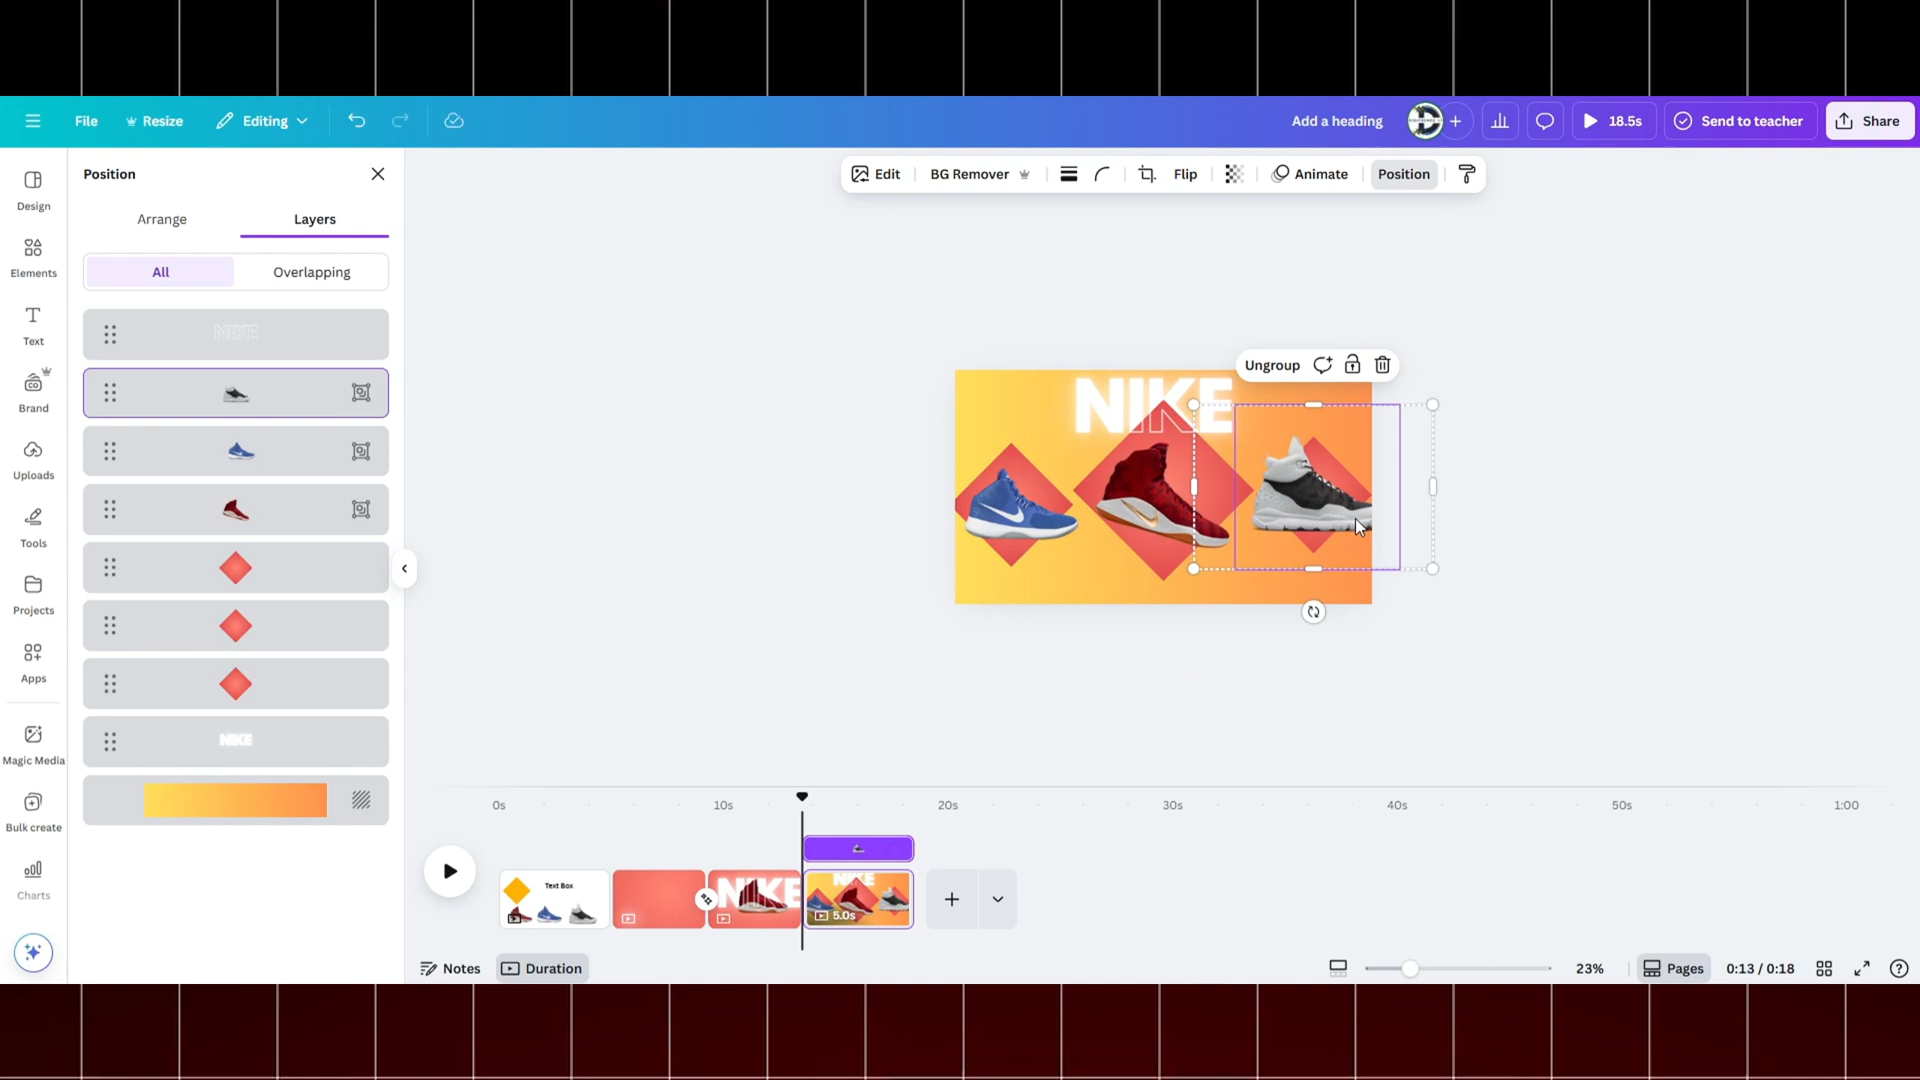 File
Resize
Editing
Add a heading
18.5s
Send to teacher
Share
Position
Edit
BG Remover
Flip
Animate
Position
Design
Elements
Text
Brand
Uploads
Tools
Projects
Apps
Magic Media
Bulk create
Charts
Arrange
Layers
All
Overlapping
NIKE
NIKE
Ungroup
NIKE
0s
10s
20s
30s
40s
50s
1:00
Text Box
NIKE
NIKE
5.0s
Notes
Duration
23%
Pages
0:13 / 0:18